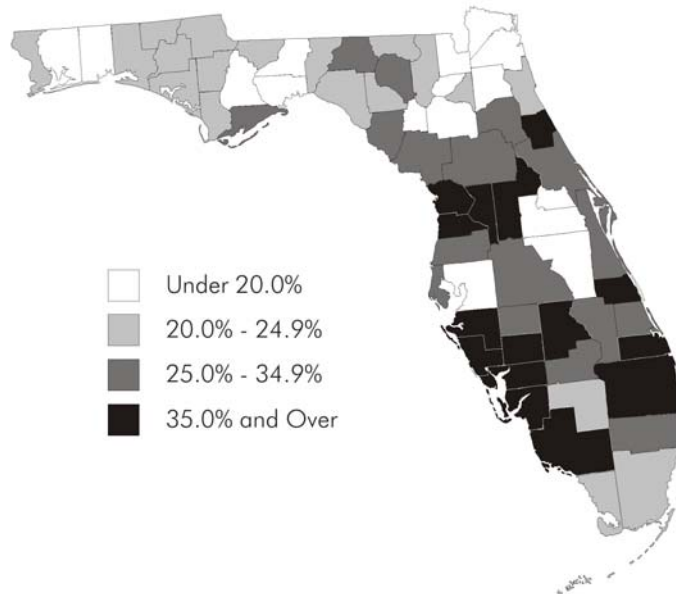 Under 20.0%
20.0% - 24.9%
25.0% - 34.9%
35.0% and Over